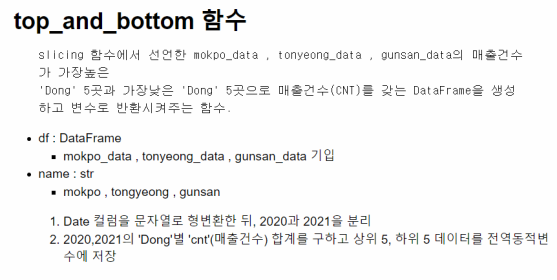 top_and_bottom 함수
slicing 함수에서 선언한 mokpo_data , tonyeong_data , gunsan_data의 매출건수
가 가장높은
'Dong' 5곳과 가장낮은 'Dong' 5곳으로 매출건수(CNT)를 갖는 DataFrame을 생성
하고 변수로 반환시켜주는 함수.
• df : DataFrame
▪ mokpo_data , tonyeong_data , gunsan_data 기입
• name : str
▪ mokpo , tongyeong , gunsan
1. Date 컬럼을 문자열로 형변환한 뒤, 2020과 2021을 분리
2. 2020,2021의 'Dong'별 'cnt'(매출건수) 합계를 구하고 상위 5, 하위 5 데이터를 전역동적변
수에 저장